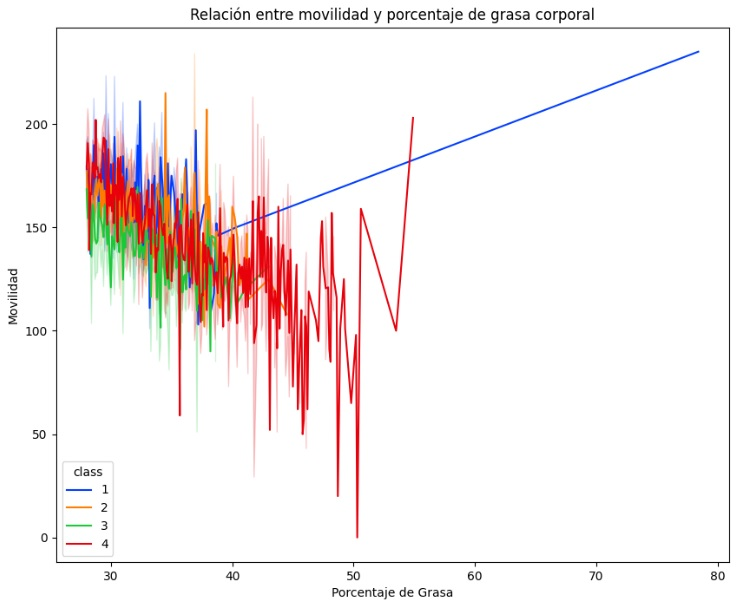 Relación entre movilidad y porcentaje de grasa corporal
Movilidad
200
150
100
50
0
class
1
2
3
4
30 40 50 60 70 80
Porcentaje de Grasa